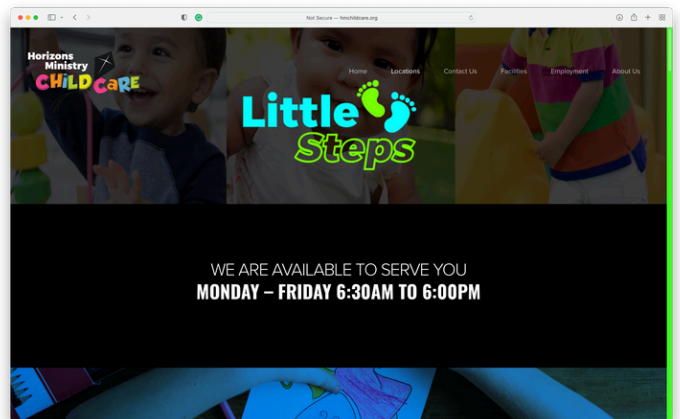 Not Secure — hmchildcare.org
Horizons
Ministry
CHILD CARE
Home Locations Contact Us Facilities Employment About Us
Little
Steps
WE ARE AVAILABLE TO SERVE YOU
MONDAY – FRIDAY 6:30AM TO 6:00PM